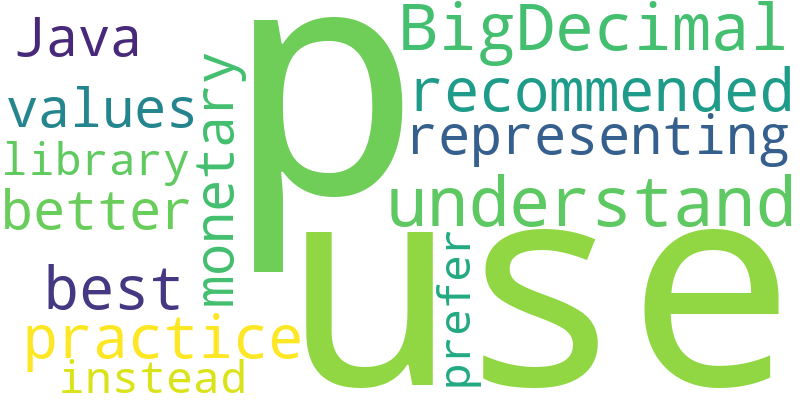 Java
p
BigDecimal
values
monetary
recommended
representing
library
better
understand
best
use
prefer
practice
instead